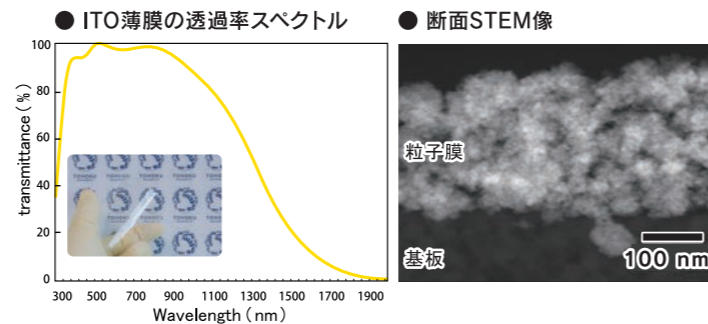 ● ITO薄膜の透過率スペクトル
transmittance(%)
100
80
60
40
20
0
300 500 700 900 1100 1300 1500 1700 1900
Wavelength(nm)
TOHOKU
● 断面STEM像
粒子膜
基板
100 nm